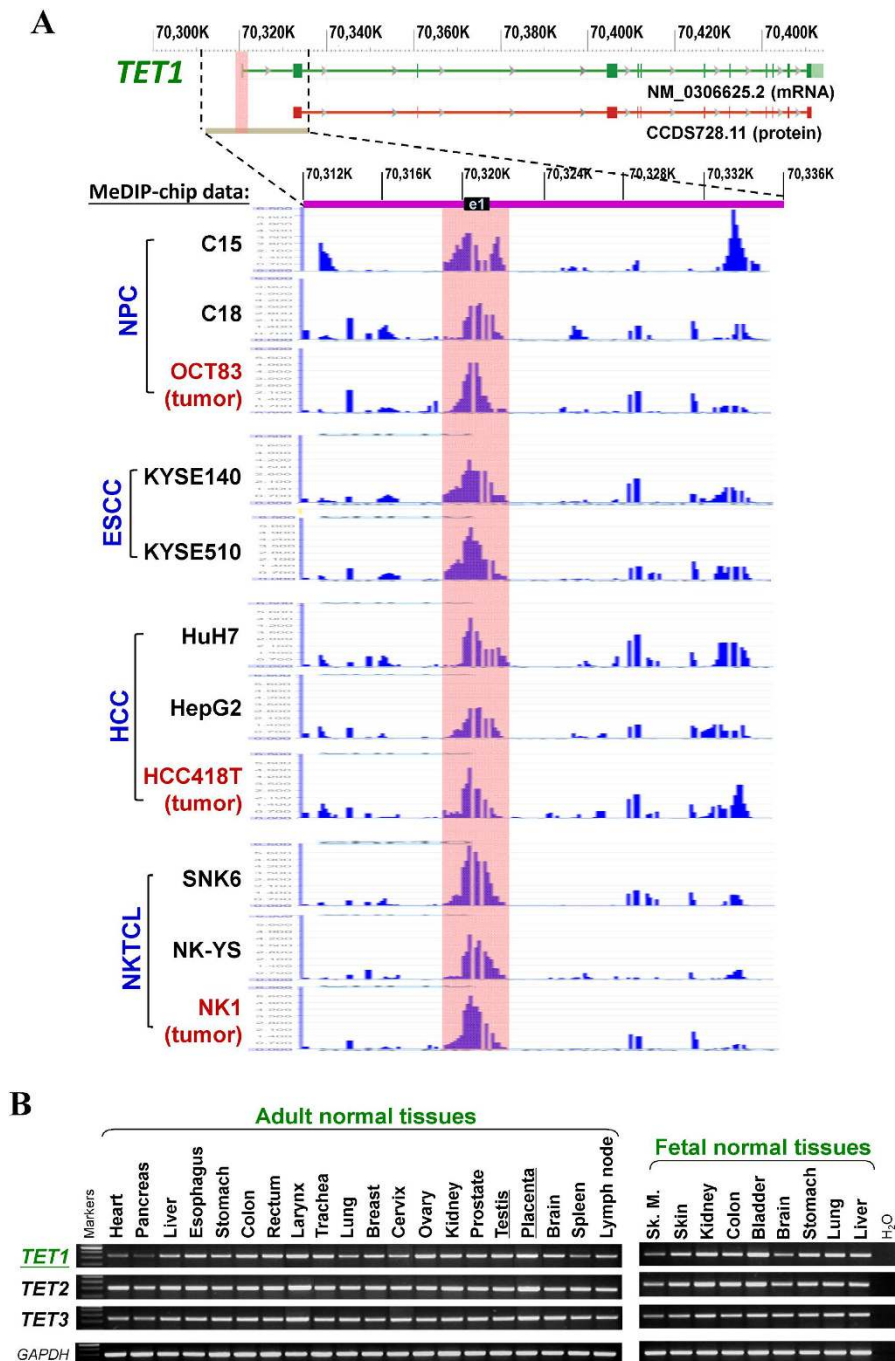 A
70,300K 70,320K 70,340K 70,360K 70,380K 70,400K 70,420K 70,400K
TET1
NM_0306625.2 (mRNA)
CCDS728.11 (protein)
70,312K 70,316K 70,320K 70,324K 70,328K 70,332K 70,336K
MeDIP-chip data:
e1
NPC
C15
C18
OCT83
(tumor)
ESCC
KYSE140
KYSE510
HCC
HuH7
HepG2
HCC418T
(tumor)
NKTCL
SNK6
NK-YS
NK1
(tumor)
B
Adult normal tissues
Fetal normal tissues
Markers Heart Pancreas Liver Esophagus Stomach Colon Rectum Larynx Trachea Lung Breast Cervix Ovary Kidney Prostate Testis Placenta Brain Spleen Lymph node Sk. M. Skin Kidney Colon Bladder Brain Stomach Lung Liver H₂O
TET1
TET2
TET3
GAPDH